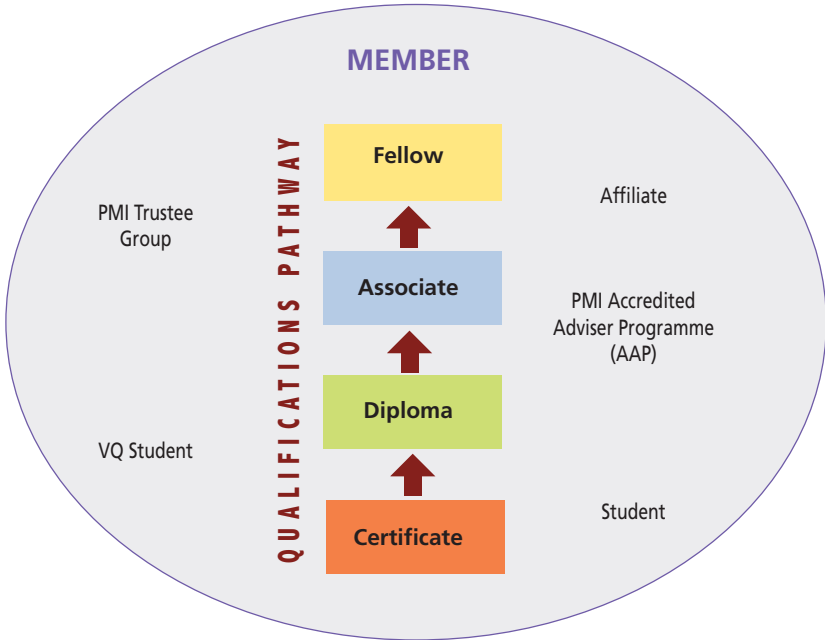 MEMBER
QUALIFICATIONS PATHWAY
Fellow
Affiliate
PMI Trustee
Group
Associate
PMI Accredited
Adviser Programme
(AAP)
Diploma
VQ Student
Student
Certificate